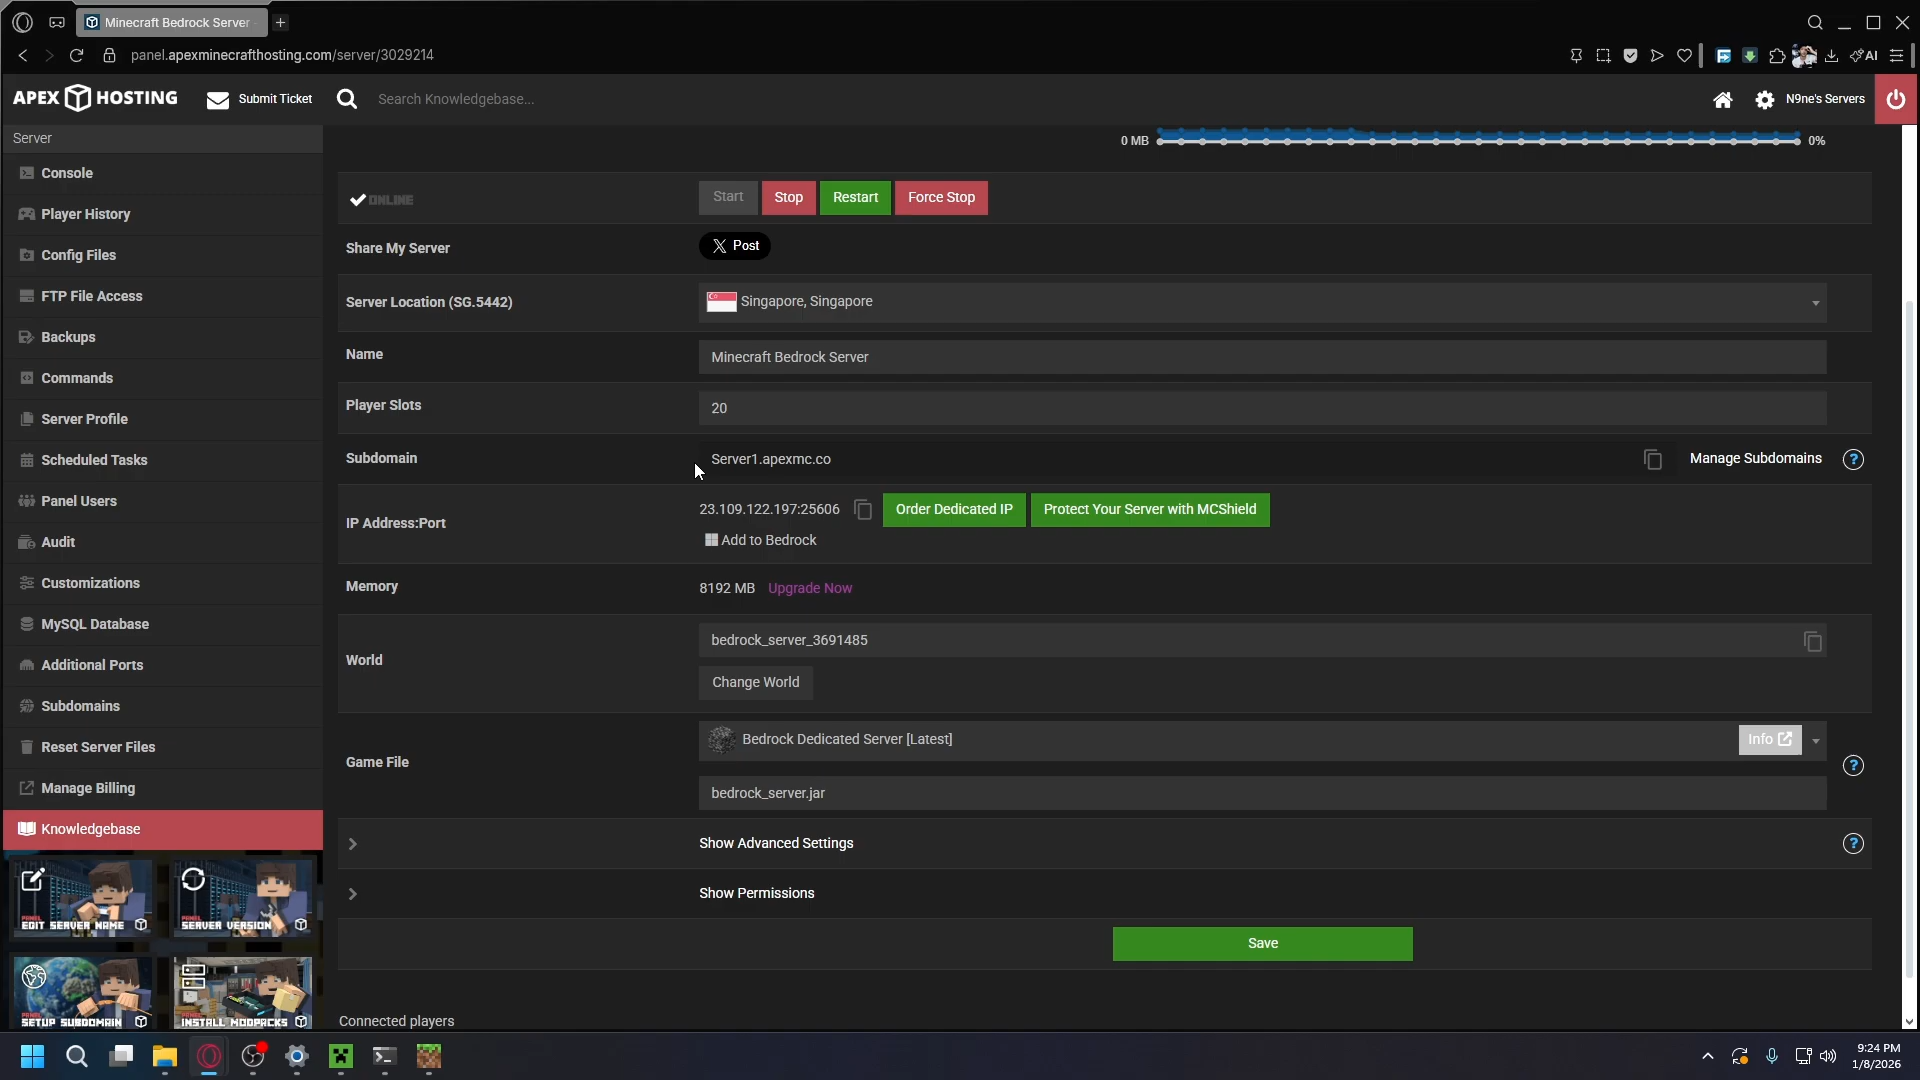 Minecraft Bedrock Server
panel.apexminecrafthosting.com/server/3029214
AI
APEX HOSTING
Submit Ticket
Search Knowledgebase...
N9ne's Servers
Server
Console
Player History
Config Files
FTP File Access
Backups
Commands
Server Profile
Scheduled Tasks
Panel Users
Audit
Customizations
MySQL Database
Additional Ports
Subdomains
Reset Server Files
Manage Billing
Knowledgebase
PANEL
EDIT SERVER NAME
PANEL
SERVER VERSION
PANEL
SETUP SUBDOMAIN
PANEL
INSTALL MODPACKS
0 MB
0%
ONLINE
Start
Stop
Restart
Force Stop
Share My Server
Post
Server Location (SG.5442)
Singapore, Singapore
Name
Minecraft Bedrock Server
Player Slots
20
Subdomain
Server1.apexmc.co
Manage Subdomains
?
IP Address:Port
23.109.122.197:25606
Order Dedicated IP
Protect Your Server with MCShield
Add to Bedrock
Memory
8192 MB
Upgrade Now
World
bedrock_server_3691485
Change World
Game File
Bedrock Dedicated Server [Latest]
Info
?
bedrock_server.jar
Show Advanced Settings
?
Show Permissions
Save
Connected players
9:24 PM
1/8/2026